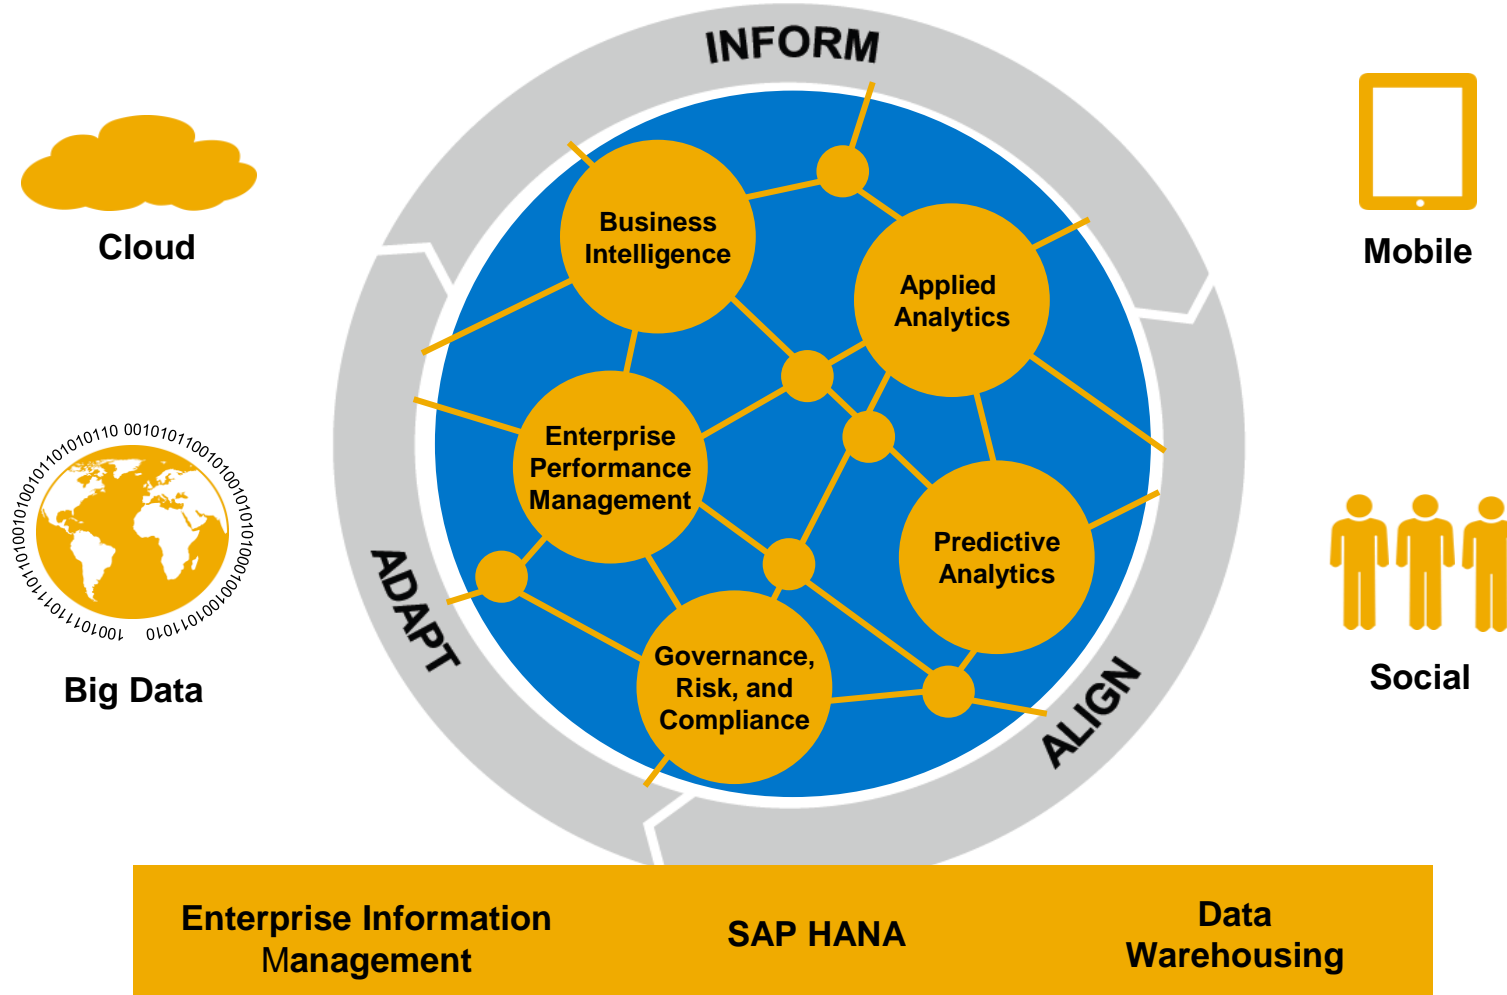 INFORM
Cloud
Mobile
Business
Intelligence
Applied
Analytics
Enterprise
Performance
Management
Predictive
Analytics
ADAPT
Governance,
Risk, and
Compliance
ALIGN
Big Data
Social
Enterprise Information
Management
SAP HANA
Data
Warehousing